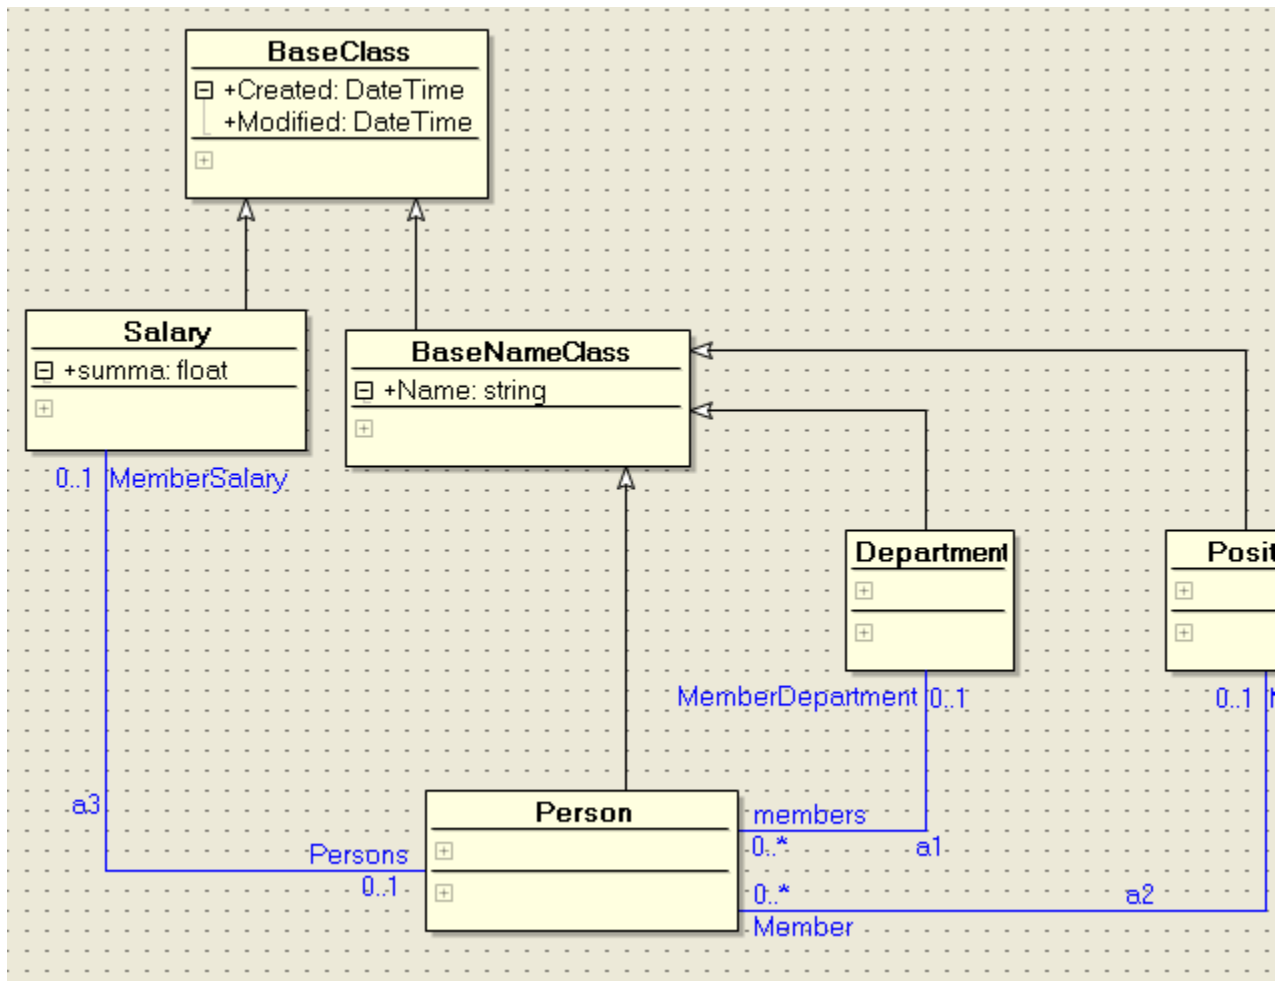 BaseClass
+Created: DateTime
+Modified: DateTime
Salary
+summa: float
BaseNameClass
+Name: string
0..1 MemberSalary
Department
Posit
MemberDepartment 0..1
0..1
a3
Person
members
0..*
a1
Persons
0..1
0..*
a2
Member